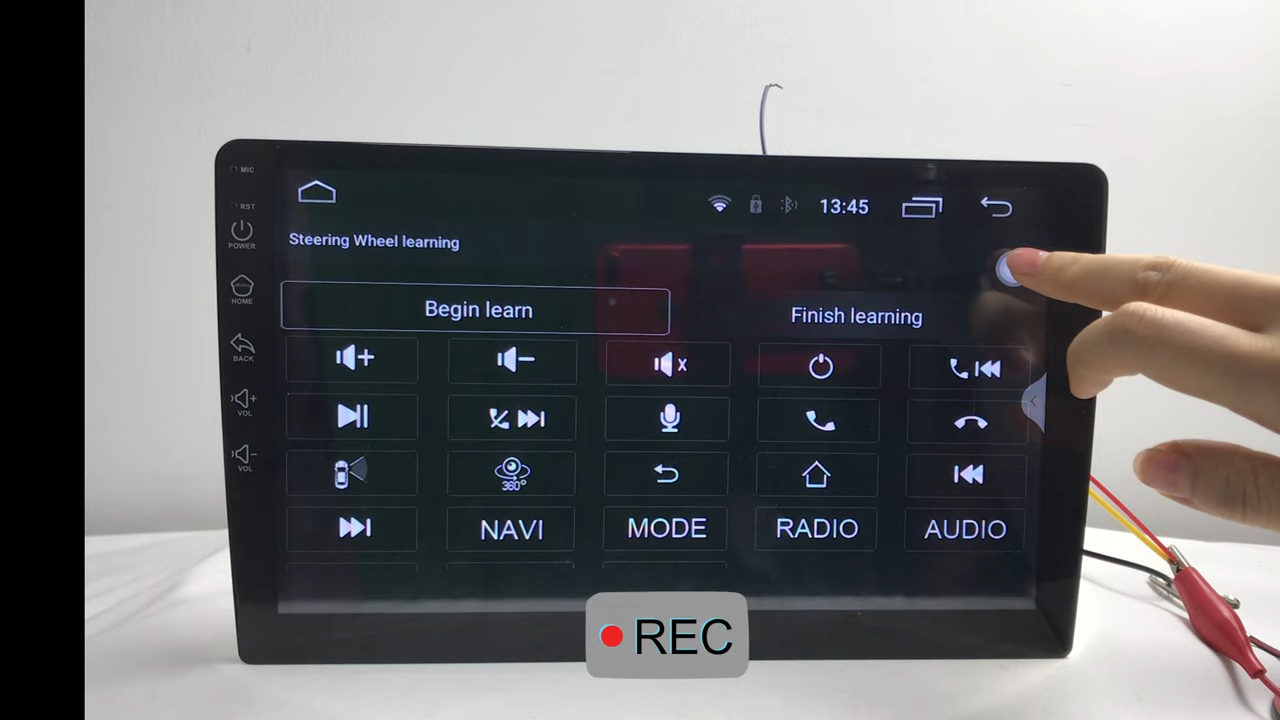 MIC
RST
POWER
HOME
BACK
VOL
VOL
13:45
Steering Wheel learning
Begin learn
Finish learning
360°
NAVI
MODE
RADIO
AUDIO
REC